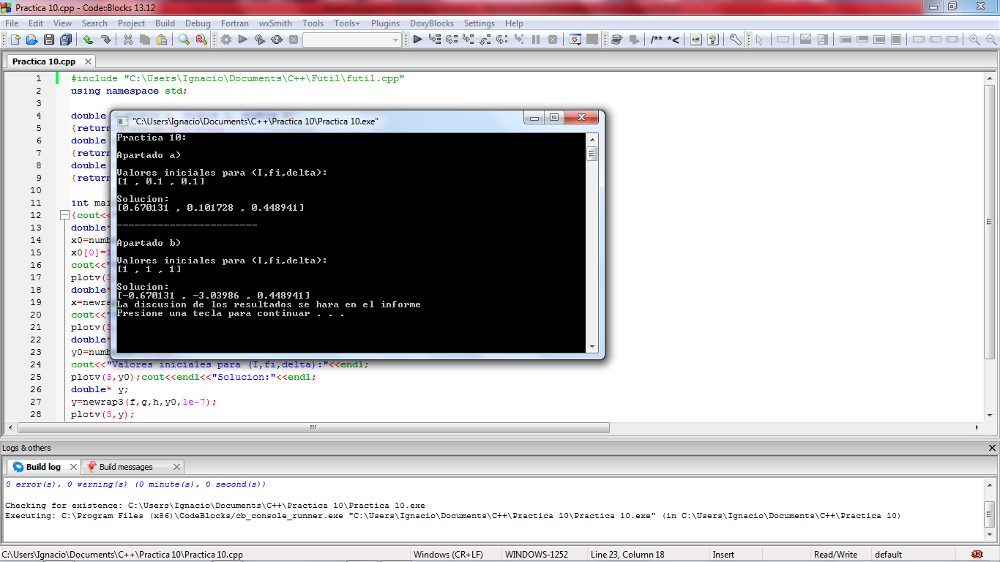 Practica 10.cpp - Code::Blocks 13.12
File Edit View Search Project Build Debug Fortran wxSmith Tools Tools+ Plugins DoxyBlocks Settings Help
/** *<
Practica 10.cpp
1 #include "C:\Users\Ignacio\Documents\C++\Futil\futil.cpp"
2 using namespace std;
3
4 double
5 {return
6 double
7 {return
8 double
9 {return
10
11 int mai
12 {cout<<"
13 double*
14 x0=numb
15 x0[0]=1
16 cout<<"
17 plotv(3
18 double*
19 x=newra
20 cout<<"
21 plotv(3
22 double*
23 y0=numb
24 cout<<"Valores iniciales para (I,fi,delta):"<<endl;
25 plotv(3,y0);cout<<endl<<"Solucion:"<<endl;
26 double* y;
27 y=newrap3(f,g,h,y0,1e-7);
28 plotv(3,y);
"C:\Users\Ignacio\Documents\C++\Practica 10\Practica 10.exe"
Practica 10:
Apartado a)
Valores iniciales para (I,fi,delta):
[1 , 0.1 , 0.1]
Solucion:
[0.670131 , 0.101728 , 0.448941]
------------------------
Apartado b)
Valores iniciales para (I,fi,delta):
[1 , 1 , 1]
Solucion:
[-0.670131 , -3.03986 , 0.448941]
La discusion de los resultados se hara en el informe
Presione una tecla para continuar . . .
Logs & others
Build log Build messages
0 error(s), 0 warning(s) (0 minute(s), 0 second(s))
Checking for existence: C:\Users\Ignacio\Documents\C++\Practica 10\Practica 10.exe
Executing: C:\Program Files (x86)\CodeBlocks/cb_console_runner.exe "C:\Users\Ignacio\Documents\C++\Practica 10\Practica 10.exe" (in C:\Users\Ignacio\Documents\C++\Practica 10)
C:\Users\Ignacio\Documents\C++\Practica 10\Practica 10.cpp Windows (CR+LF) WINDOWS-1252 Line 23, Column 18 Insert Read/Write default abc